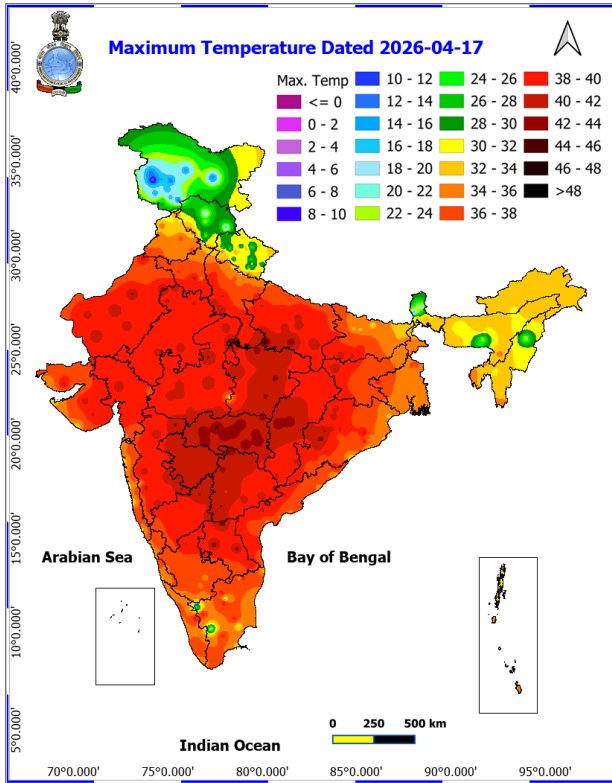 Maximum Temperature Dated 2026-04-17
Max. Temp
<= 0
0 - 2
2 - 4
4 - 6
6 - 8
8 - 10
10 - 12
12 - 14
14 - 16
16 - 18
18 - 20
20 - 22
22 - 24
24 - 26
26 - 28
28 - 30
30 - 32
32 - 34
34 - 36
36 - 38
38 - 40
40 - 42
42 - 44
44 - 46
46 - 48
>48
40°0.000'
35°0.000'
30°0.000'
25°0.000'
20°0.000'
15°0.000'
10°0.000'
5°0.000'
Arabian Sea
Bay of Bengal
Indian Ocean
0 250 500 km
70°0.000' 75°0.000' 80°0.000' 85°0.000' 90°0.000' 95°0.000'